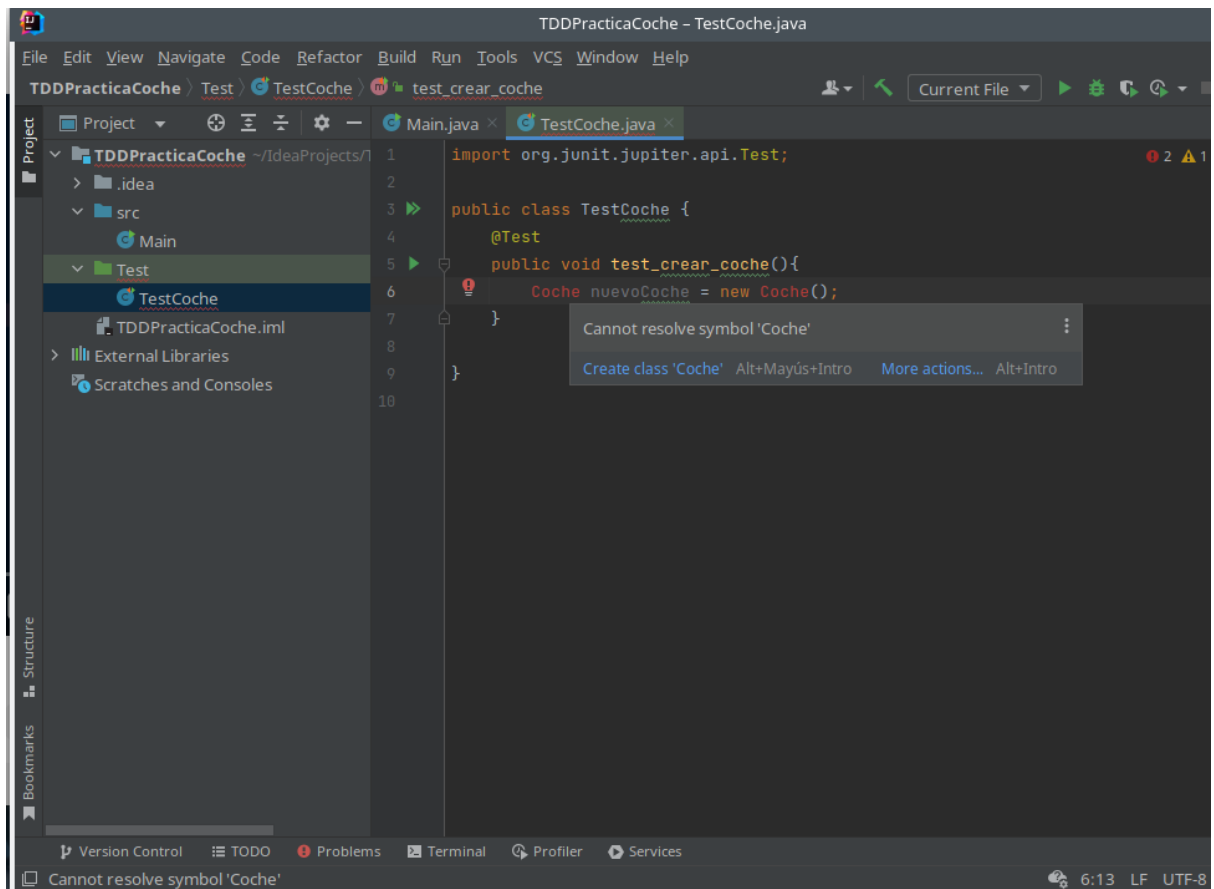 TDDPracticaCoche – TestCoche.java
File Edit View Navigate Code Refactor Build Run Tools VCS Window Help
TDDPracticaCoche Test TestCoche test_crear_coche
Current File
Project
Project
Main.java
TestCoche.java
TDDPracticaCoche ~/IdeaProjects/
.idea
src
Main
Test
TestCoche
TDDPracticaCoche.iml
External Libraries
Scratches and Consoles
1 import org.junit.jupiter.api.Test;
2
3 public class TestCoche {
4 @Test
5 public void test_crear_coche(){
6 Coche nuevoCoche = new Coche();
7 }
8
9 }
10
2 1
Cannot resolve symbol 'Coche'
Create class 'Coche' Alt+Mayús+Intro More actions... Alt+Intro
Structure
Bookmarks
Version Control TODO Problems Terminal Profiler Services
Cannot resolve symbol 'Coche'
6:13 LF UTF-8